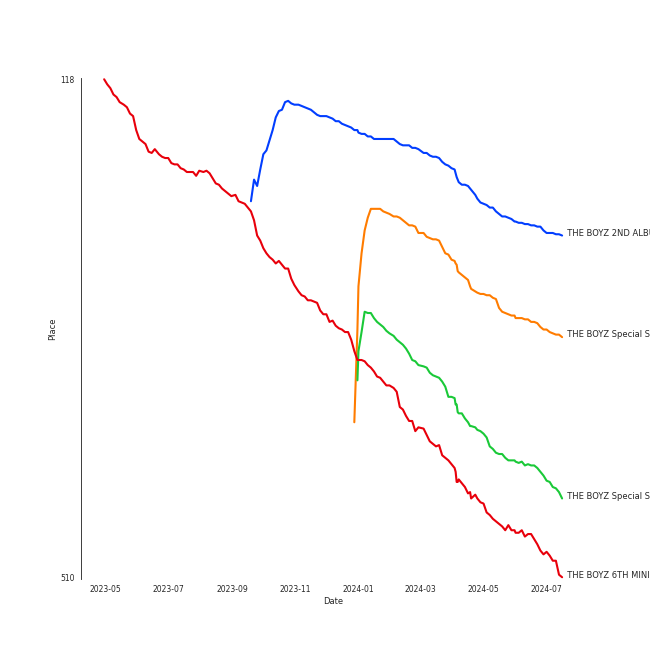 118
THE BOYZ 2ND ALBU
THE BOYZ Special S
Place
THE BOYZ Special S
THE BOYZ 6TH MINI
510
2023-05 2023-07 2023-09 2023-11 2024-01 2024-03 2024-05 2024-07
Date